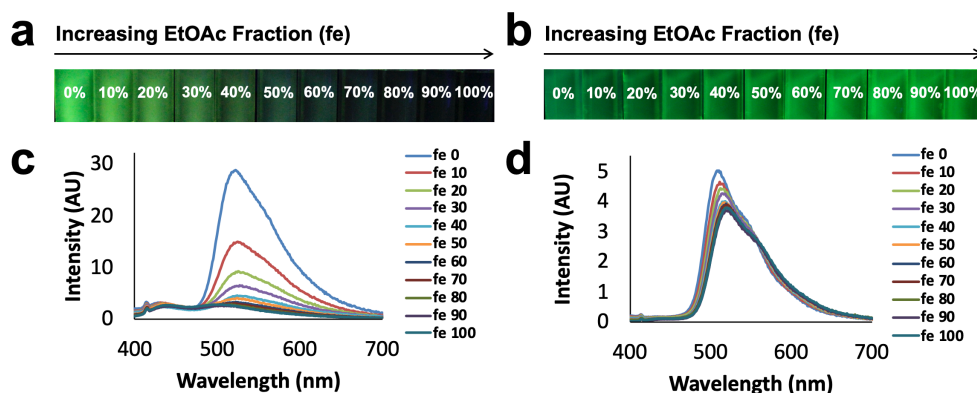 a
Increasing EtOAc Fraction (fe)
0% 10% 20% 30% 40% 50% 60% 70% 80% 90% 100%
b
Increasing EtOAc Fraction (fe)
0% 10% 20% 30% 40% 50% 60% 70% 80% 90% 100%
c
Intensity (AU)
30
20
10
0
400 500 600 700
Wavelength (nm)
fe 0
fe 10
fe 20
fe 30
fe 40
fe 50
fe 60
fe 70
fe 80
fe 90
fe 100
d
Intensity (AU)
5
4
3
2
1
0
400 500 600 700
Wavelength (nm)
fe 0
fe 10
fe 20
fe 30
fe 40
fe 50
fe 60
fe 70
fe 80
fe 90
fe 100